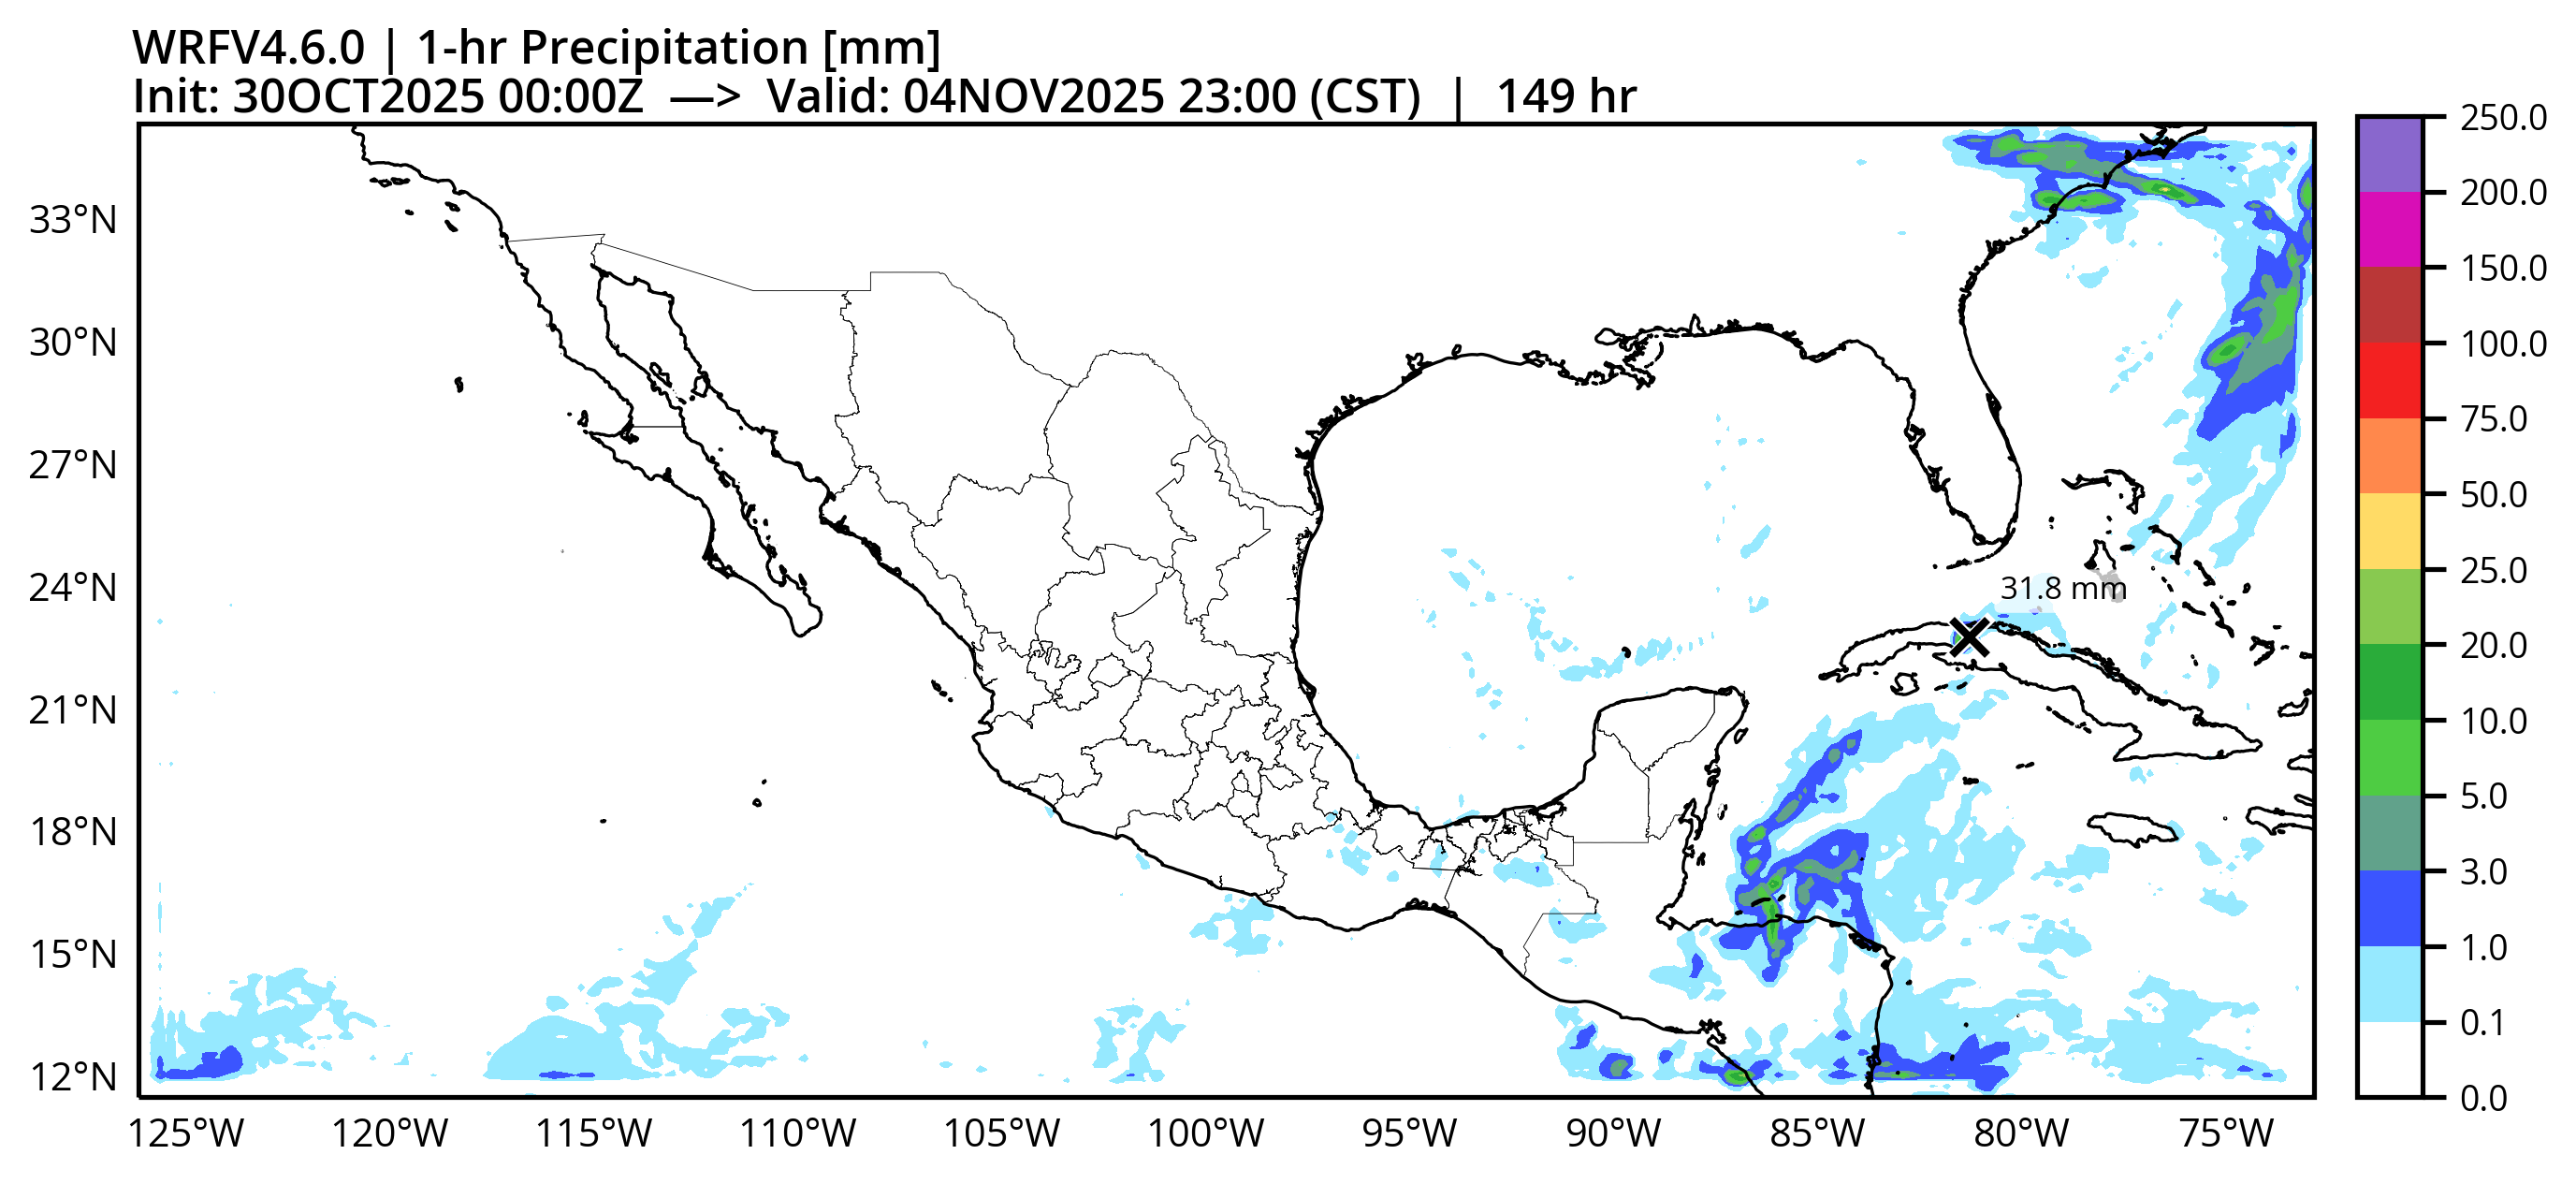 WRFV4.6.0 | 1-hr Precipitation [mm]
Init: 30OCT2025 00:00Z —> Valid: 04NOV2025 23:00 (CST) | 149 hr
33°N
30°N
27°N
24°N
21°N
18°N
15°N
12°N
125°W 120°W 115°W 110°W 105°W 100°W 95°W 90°W 85°W 80°W 75°W
31.8 mm
250.0
200.0
150.0
100.0
75.0
50.0
25.0
20.0
10.0
5.0
3.0
1.0
0.1
0.0